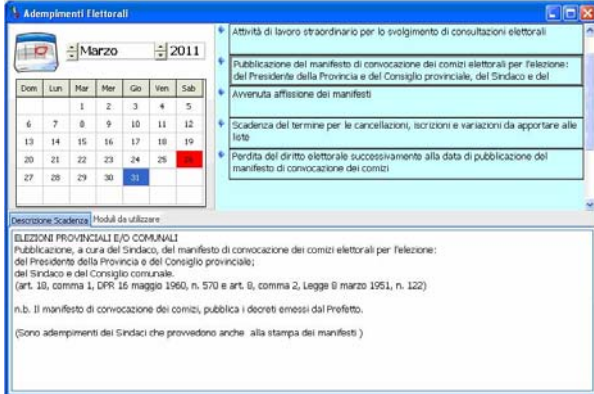 Adempimenti Elettorali
Marzo 2011
Dom Lun Mar Mer Gio Ven Sab
1 2 3 4 5
6 7 8 9 10 11 12
13 14 15 16 17 18 19
20 21 22 23 24 25 26
27 28 29 30 31
Attività di lavoro straordinario per lo svolgimento di consultazioni elettorali
Pubblicazione del manifesto di convocazione dei comizi elettorali per l'elezione:
del Presidente della Provincia e del Consiglio provinciale, del Sindaco e del
Avvenuta affissione dei manifesti
Scadenza del termine per le cancellazioni, iscrizioni e variazioni da apportare alle
liste
Perdita del diritto elettorale successivamente alla data di pubblicazione del
manifesto di convocazione dei comizi
Descrizione Scadenza Moduli da utilizzare
ELEZIONI PROVINCIALI E/O COMUNALI
Pubblicazione, a cura del Sindaco, del manifesto di convocazione dei comizi elettorali per l'elezione:
del Presidente della Provincia e del Consiglio provinciale;
del Sindaco e del Consiglio comunale.
(art. 18, comma 1, DPR 16 maggio 1960, n. 570 e art. 8, comma 2, Legge 8 marzo 1951, n. 122)
n.b. Il manifesto di convocazione dei comizi, pubblica i decreti emessi dal Prefetto.
(Sono adempimenti dei Sindaci che provvedono anche alla stampa dei manifesti )